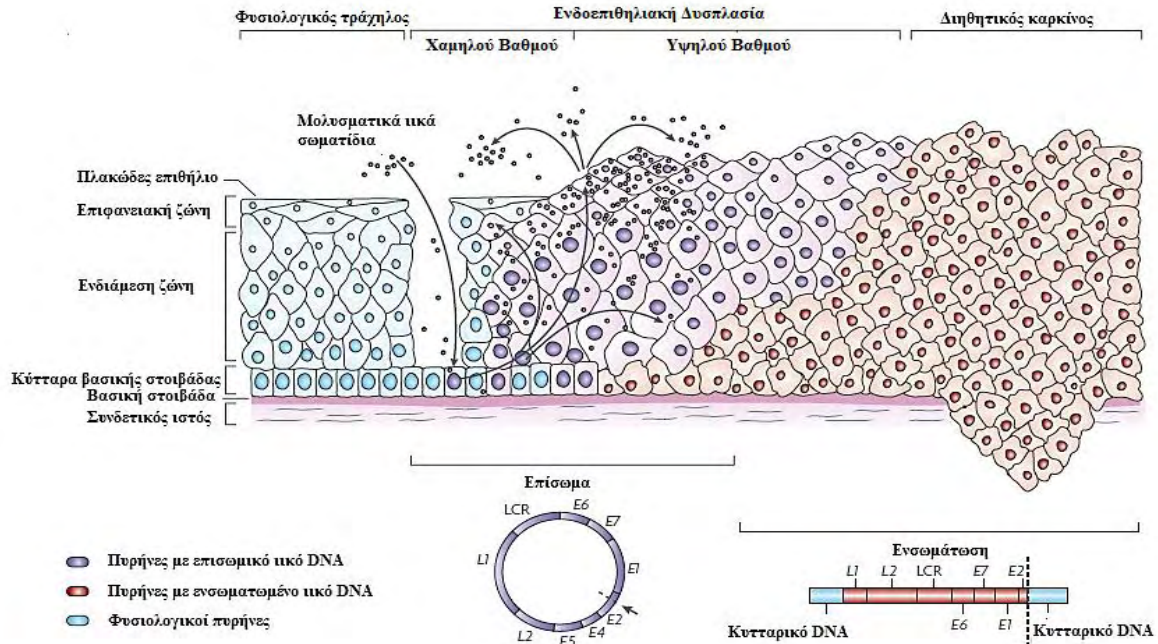 Φυσιολογικός τράχηλος
Ενδοεπιθηλιακή Δυσπλασία
Διηθητικός καρκίνος
Χαμηλού Βαθμού
Υψηλού Βαθμού
Μολυσματικά ιικά
σωματίδια
Πλακώδες επιθήλιο
Επιφανειακή ζώνη
Ενδιάμεση ζώνη
Κύτταρα βασικής στοιβάδας
Βασική στοιβάδα
Συνδετικός ιστός
Επίσωμα
LCR
E6
E7
L1
E1
E2
E4
E5
L2
Πυρήνες με επισωμικό ιικό DNA
Πυρήνες με ενσωματωμένο ιικό DNA
Φυσιολογικοί πυρήνες
Ενσωμάτωση
L1 L2 LCR E7 E2
E6 E1
Κυτταρικό DNA Κυτταρικό DNA